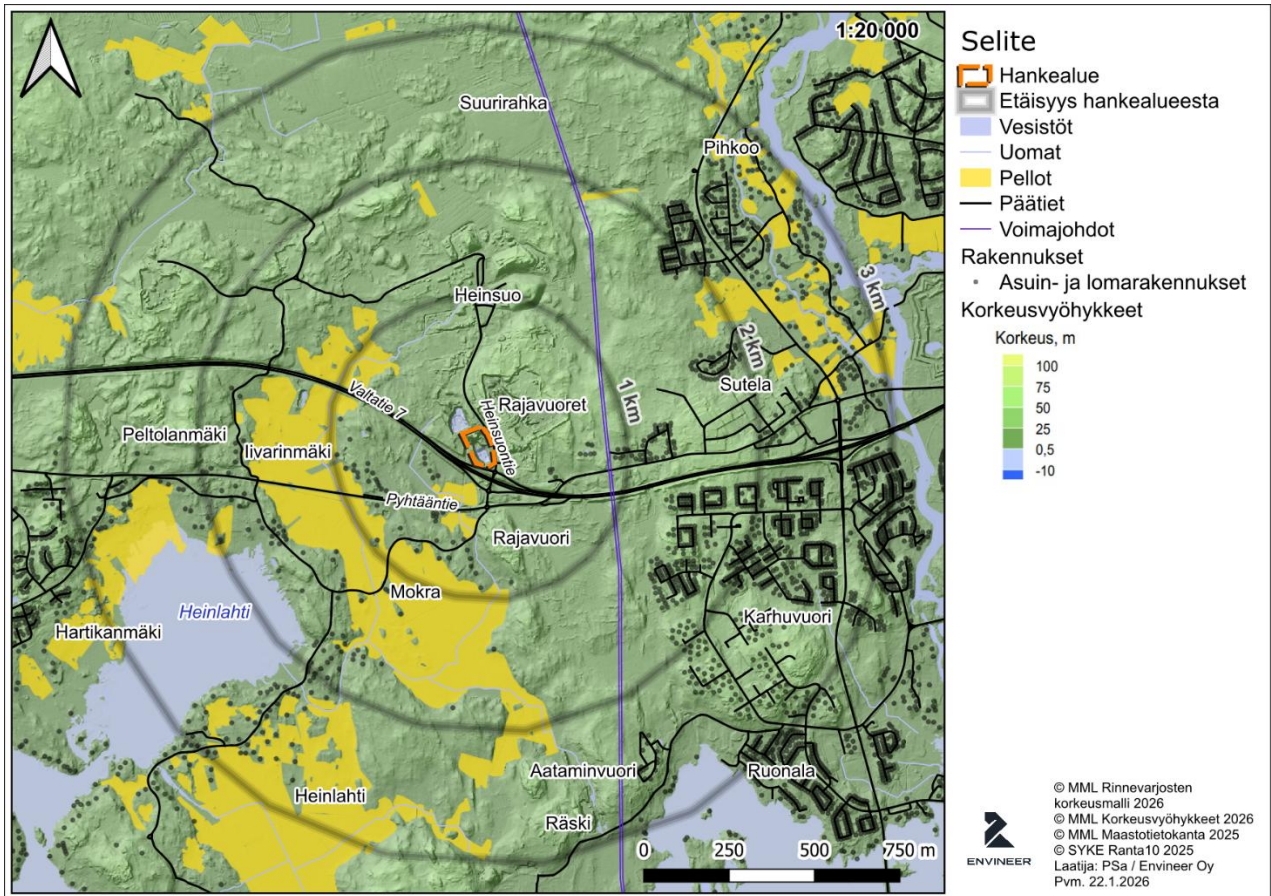 1:20 000
Suurirahka
Pihkoo
3 km
Heinsuo
2 km
Sutela
1 km
Valtatie 7
Rajavuoret
Heinsuontie
Peltolanmäki
Iivarinmäki
Pyhtääntie
Rajavuori
Mokra
Heinlahti
Karhuvuori
Hartikanmäki
Aataminvuori
Ruonala
Heinlahti
Räski
0 250 500 750 m
Selite
Hankealue
Etäisyys hankealueesta
Vesistöt
Uomat
Pellot
Päätiet
Voimajohdot
Rakennukset
Asuin- ja lomarakennukset
Korkeusvyöhykkeet
Korkeus, m
100
75
50
25
0,5
-10
ENVINEER
© MML Rinnevarjosten
korkeusmalli 2026
© MML Korkeusvyöhykkeet 2026
© MML Maastotietokanta 2025
© SYKE Ranta10 2025
Laatija: PSa / Envineer Oy
Pvm. 22.1.2026